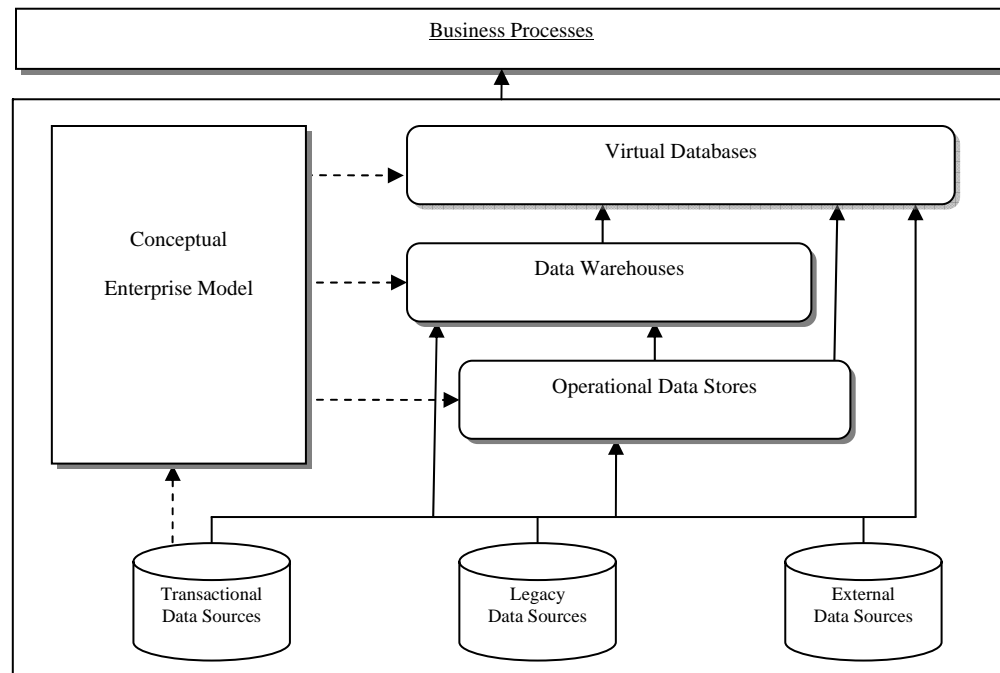 Business Processes
Virtual Databases
Conceptual
Enterprise Model
Data Warehouses
Operational Data Stores
Transactional
Data Sources
Legacy
Data Sources
External
Data Sources